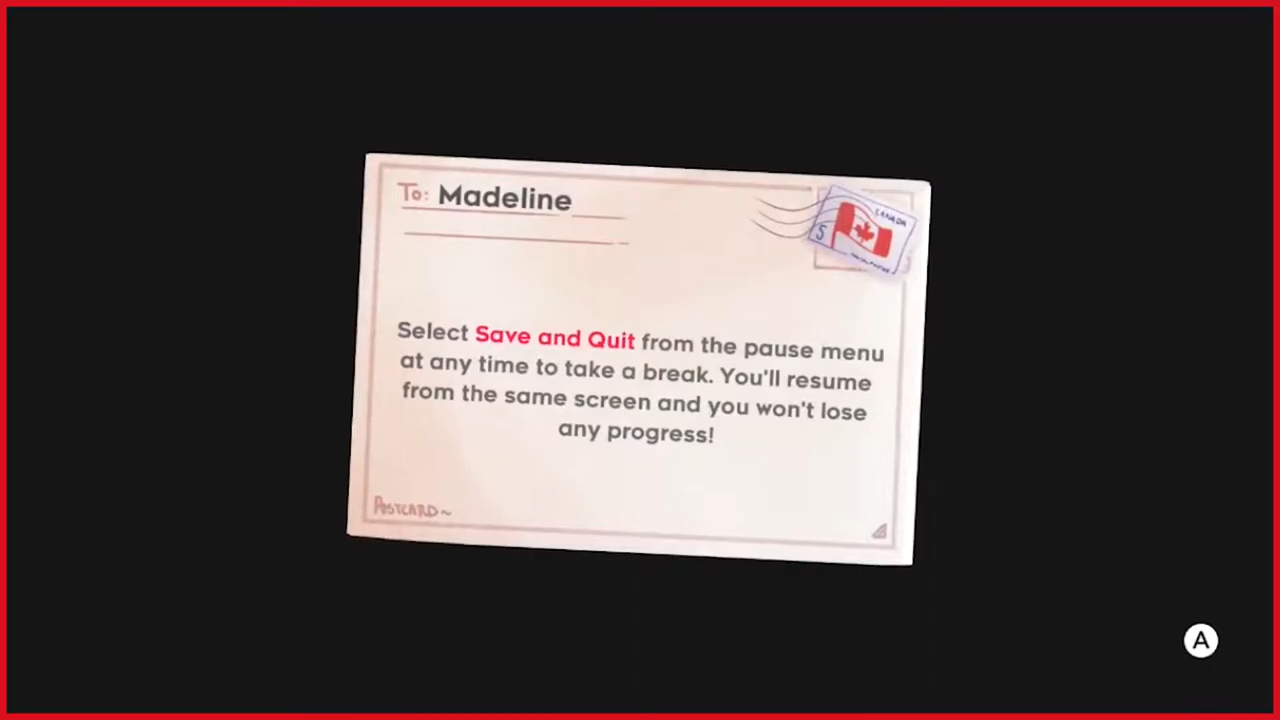 To: Madeline
CANADA
5
Select Save and Quit from the pause menu
at any time to take a break. You'll resume
from the same screen and you won't lose
any progress!
POSTCARD~
A